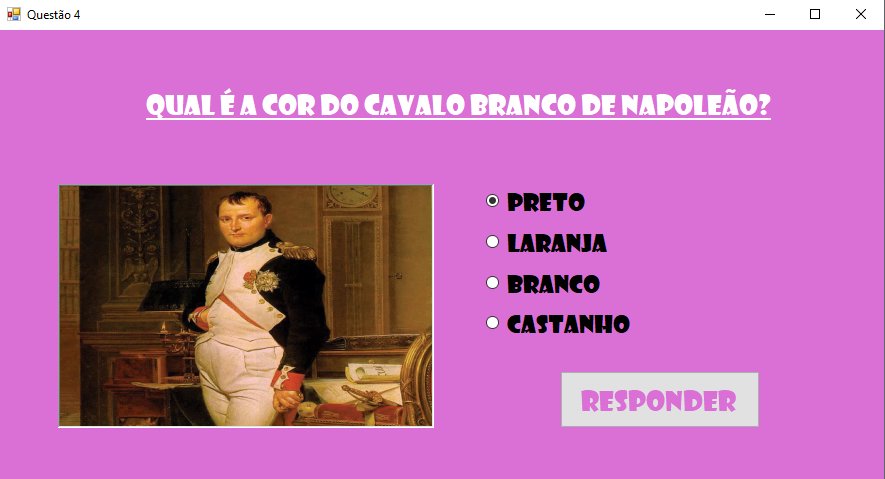 Questão 4
QUAL É A COR DO CAVALO BRANCO DE NAPOLEÃO?
PRETO
LARANJA
BRANCO
CASTANHO
RESPONDER